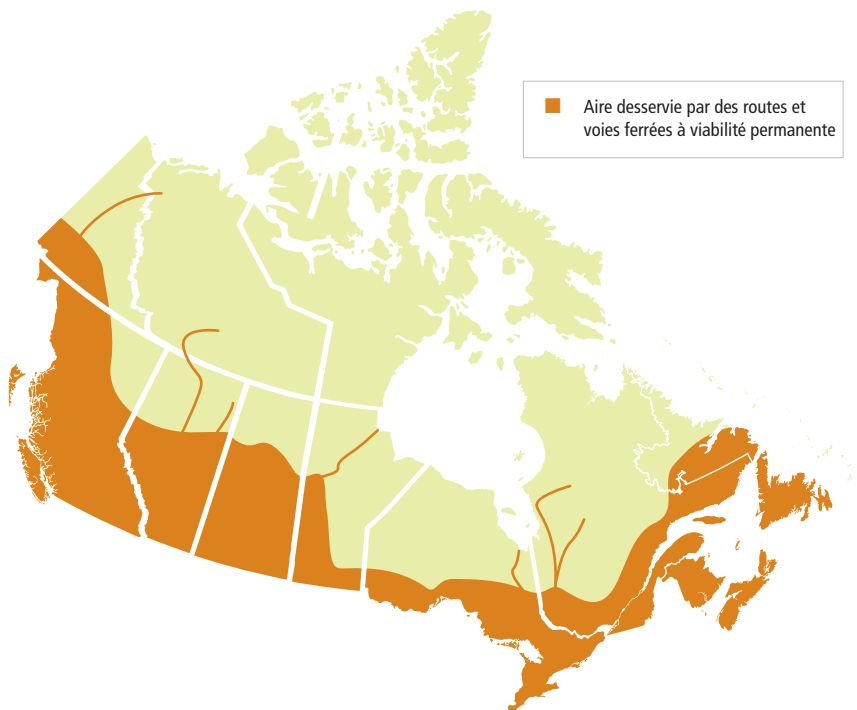 Aire desservie par des routes et
voies ferrées à viabilité permanente